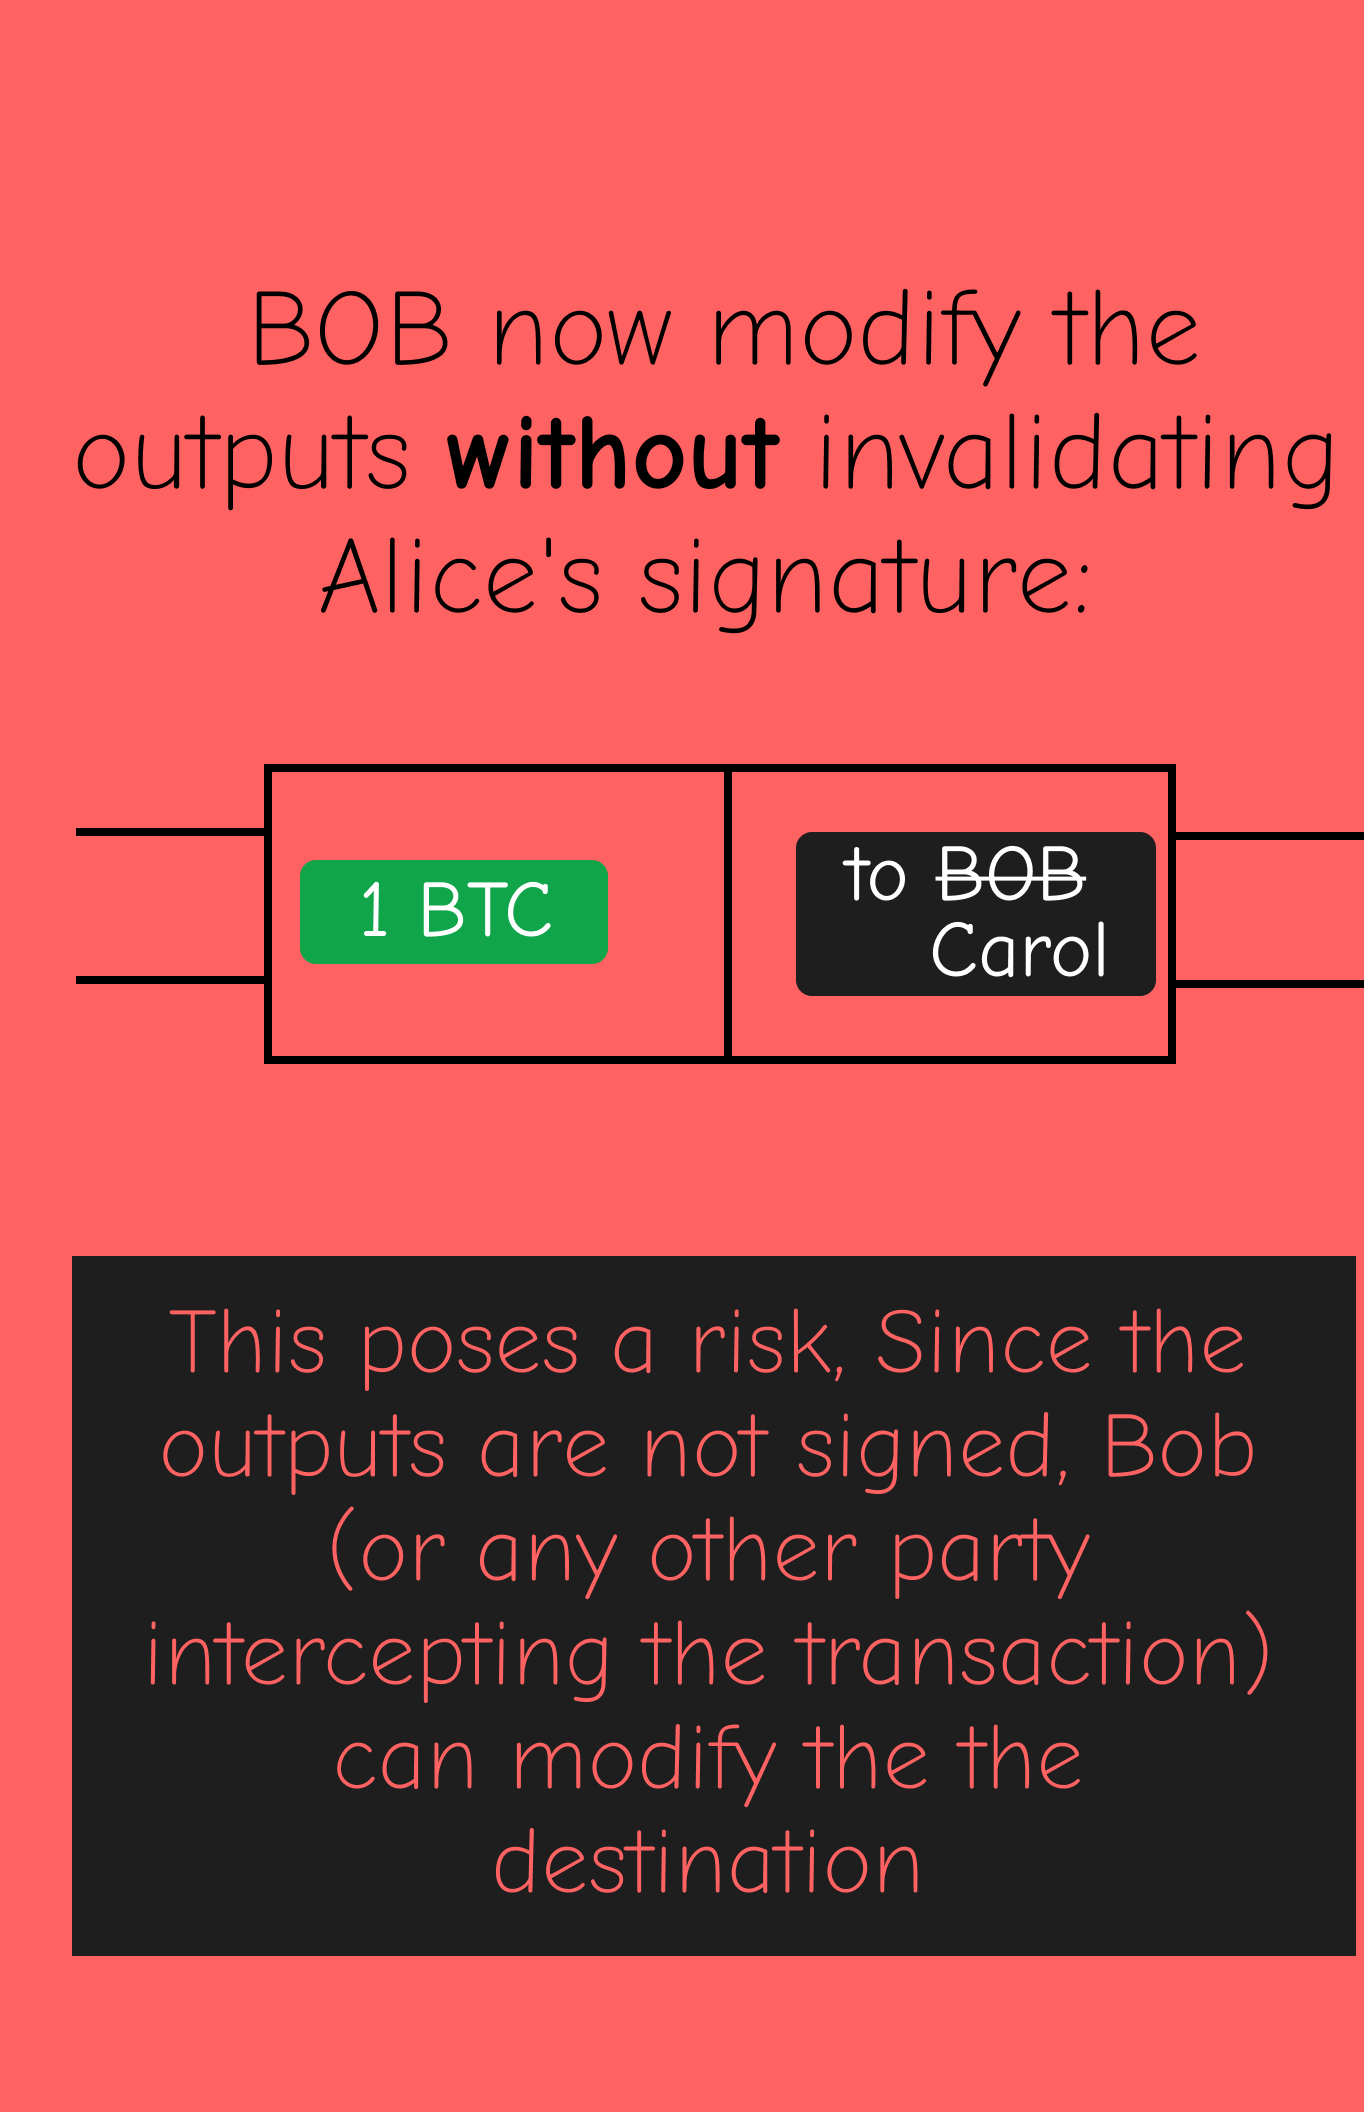 BOB now modify the
outputs without invalidating
Alice's signature:
1 BTC
to BOB
Carol
This poses a risk, Since the
outputs are not signed, Bob
(or any other party
intercepting the transaction)
can modify the the
destination